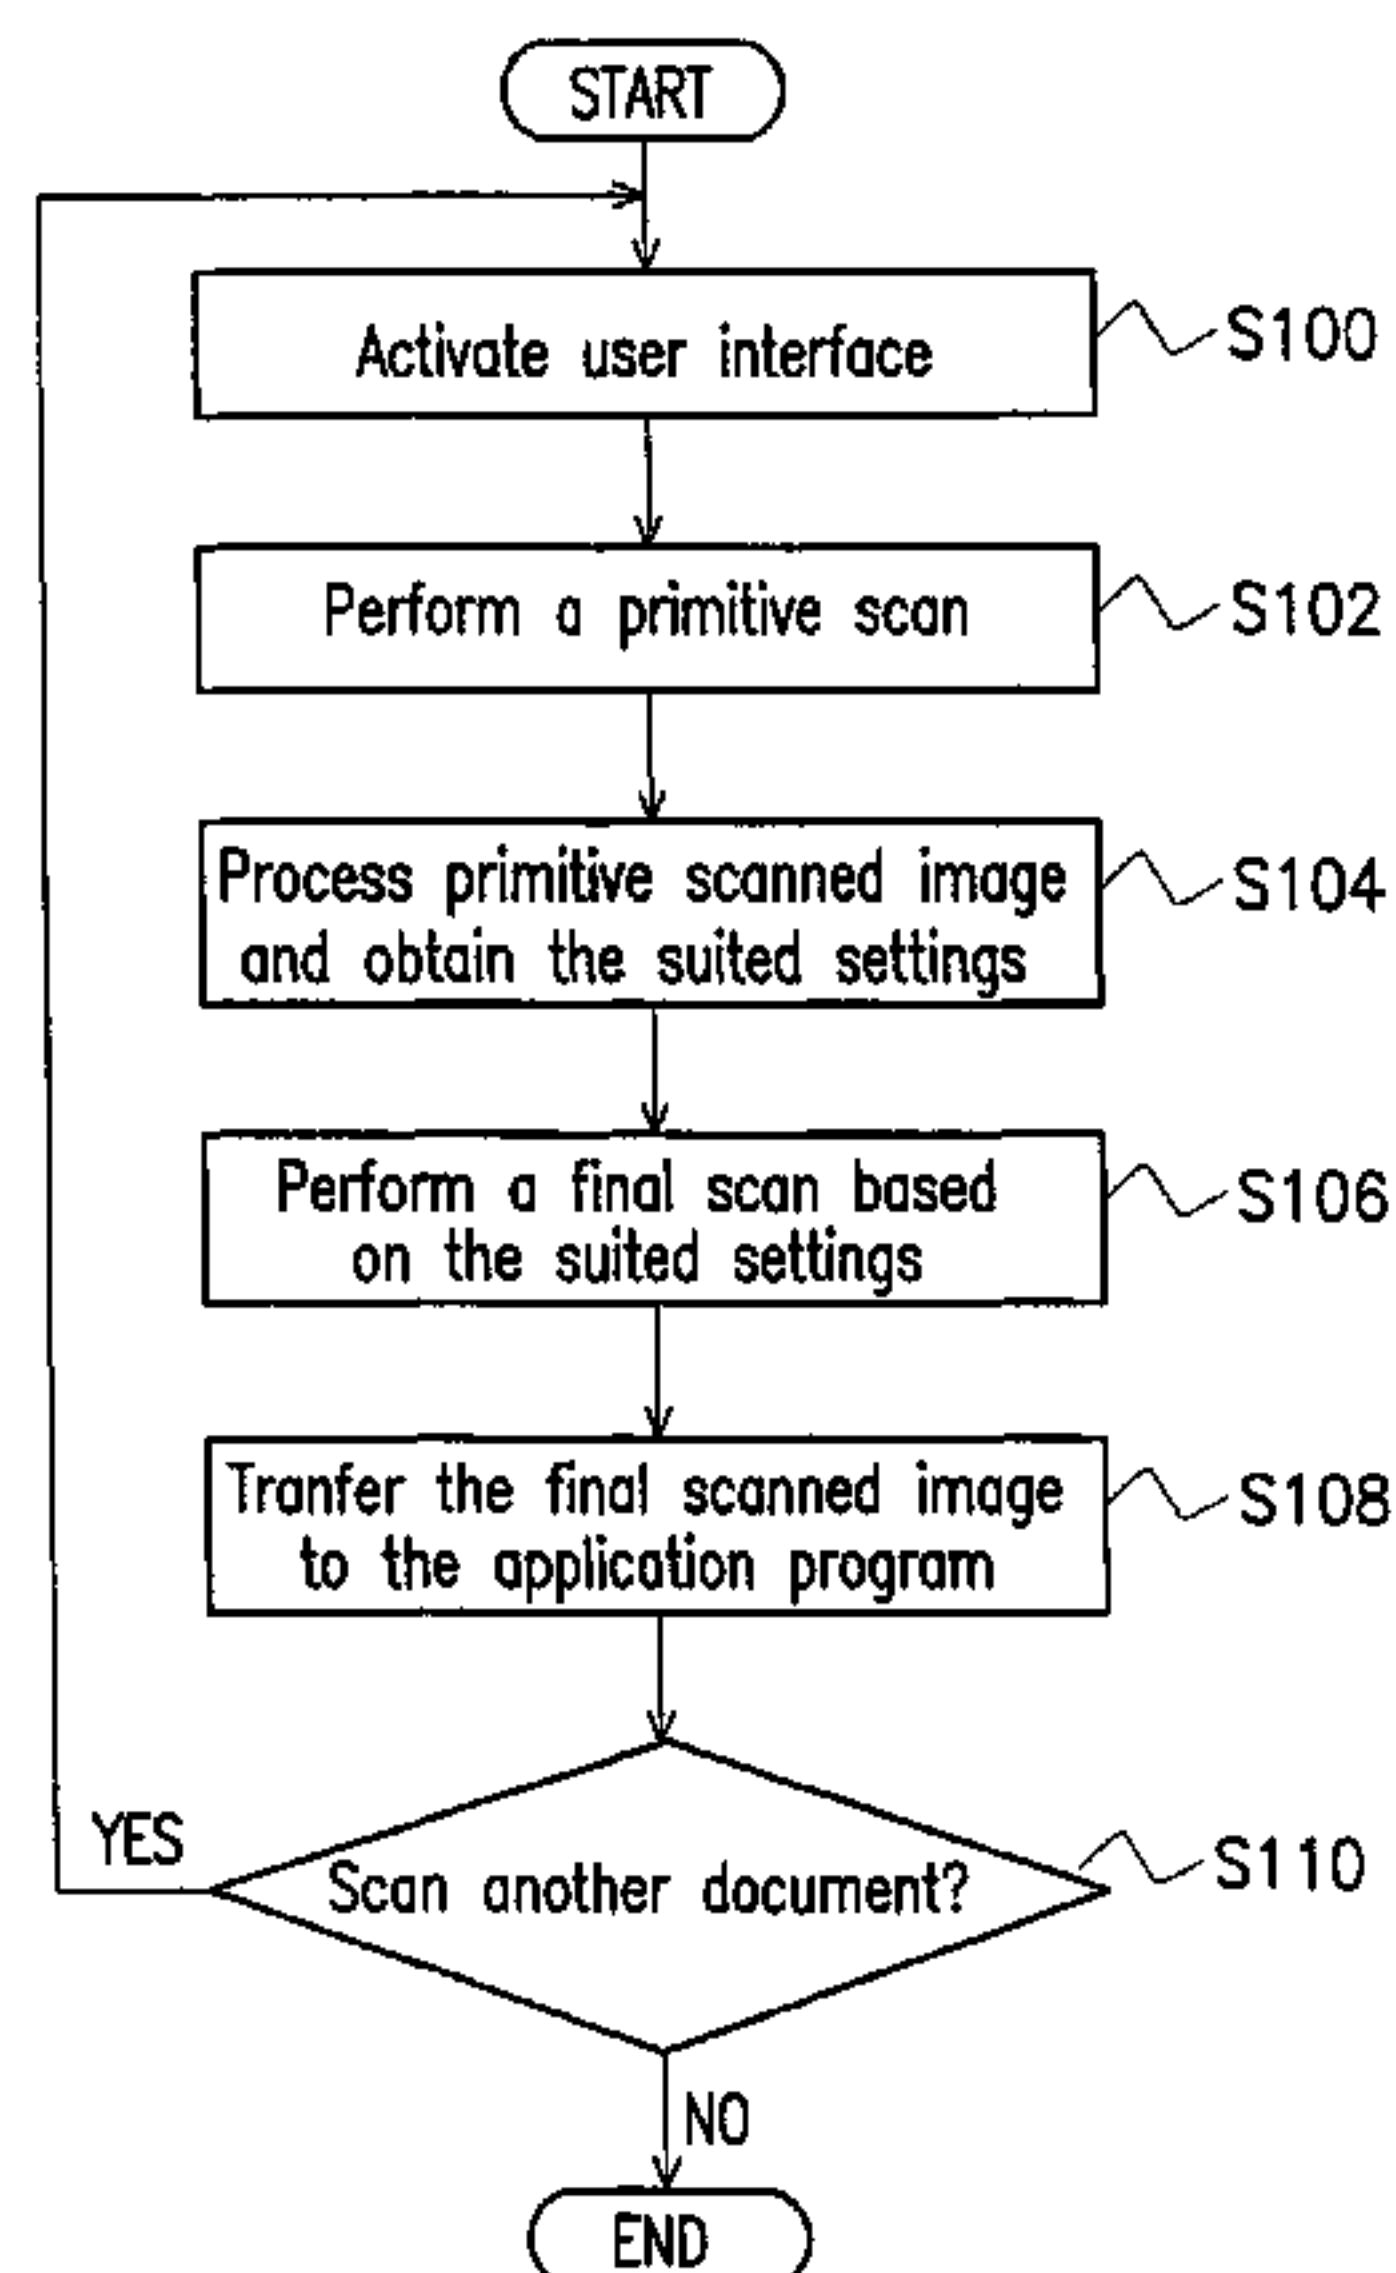 START
Activate user interface
S100
Perform a primitive scan
S102
Process primitive scanned image
and obtain the suited settings
S104
Perform a final scan based
on the suited settings
S106
Tranfer the final scanned image
to the application program
S108
Scan another document?
S110
YES
NO
END